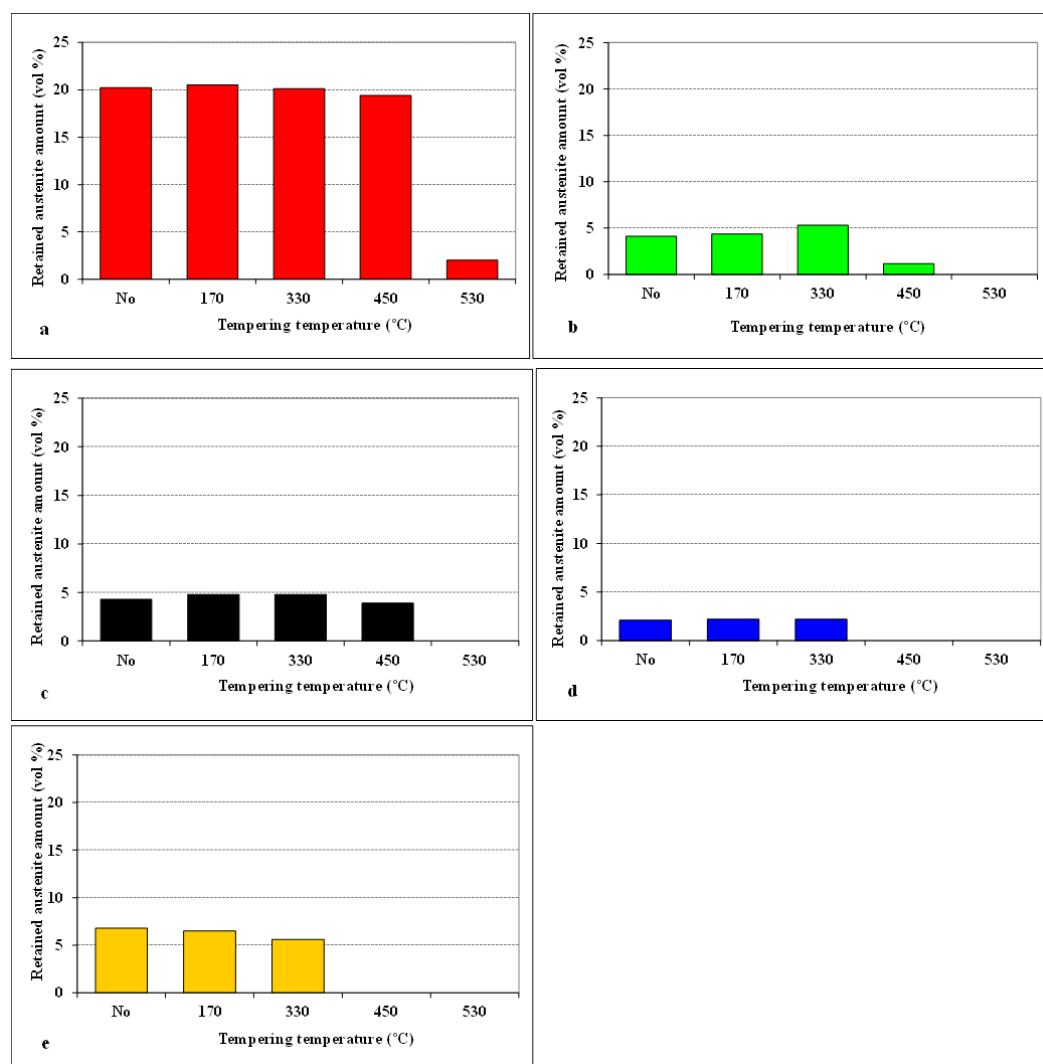 Retained austenite amount (vol %)
25
20
15
10
5
0
No 170 330 450 530
Tempering temperature (°C)
a
Retained austenite amount (vol %)
25
20
15
10
5
0
No 170 330 450 530
Tempering temperature (°C)
b
Retained austenite amount (vol %)
25
20
15
10
5
0
No 170 330 450 530
Tempering temperature (°C)
c
Retained austenite amount (vol %)
25
20
15
10
5
0
No 170 330 450 530
Tempering temperature (°C)
d
Retained austenite amount (vol %)
25
20
15
10
5
0
No 170 330 450 530
Tempering temperature (°C)
e